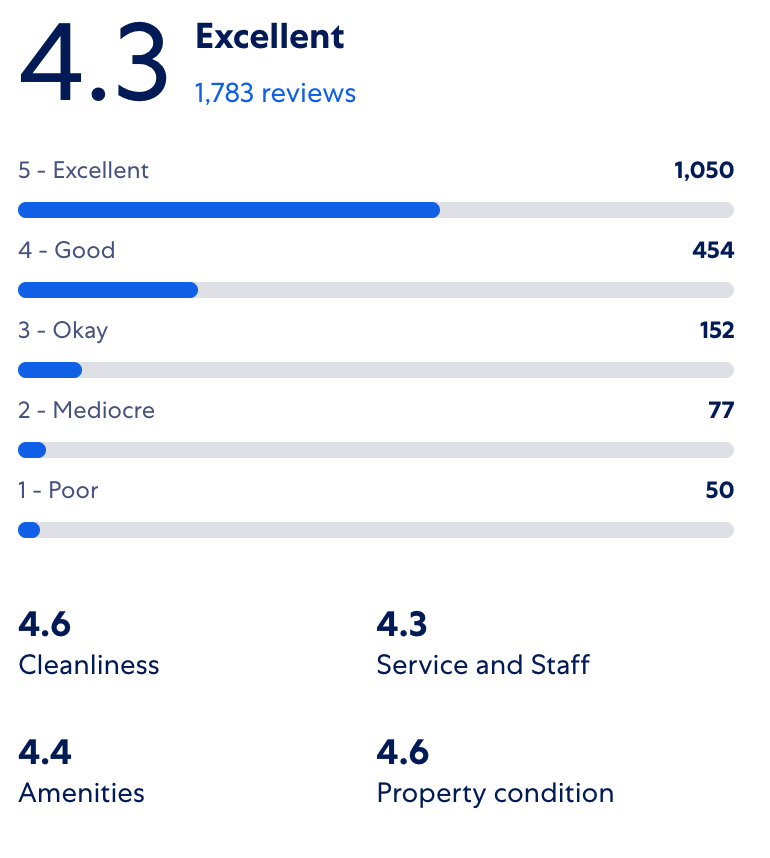 4.3
Excellent
1,783 reviews
5 - Excellent 1,050
4 - Good 454
3 - Okay 152
2 - Mediocre 77
1 - Poor 50
4.6 4.3
Cleanliness Service and Staff
4.4 4.6
Amenities Property condition